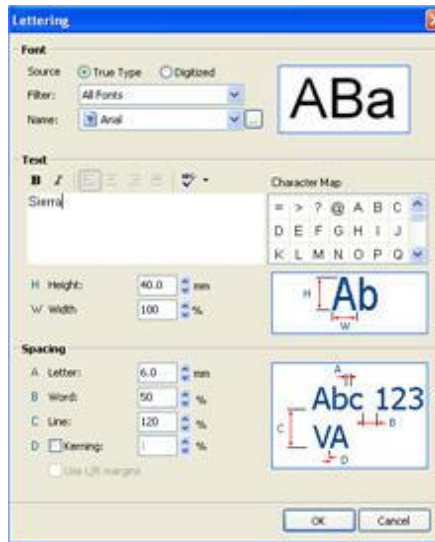 Lettering
Font
Source True Type Digitized
Filter: All Fonts
Name: Arial ...
ABa
Text
B I
Character Map
Sierra
= > ? @ A B C
D E F G H I J
K L M N O P Q
H Height: 40.0 mm
W Width 100 %
H Ab
W
Spacing
A Letter: 6.0 mm
B Word: 50 %
C Line: 120 %
D Kerning: 1 %
Use L/R margins
A
Abc 123
C B
VA
D
OK Cancel